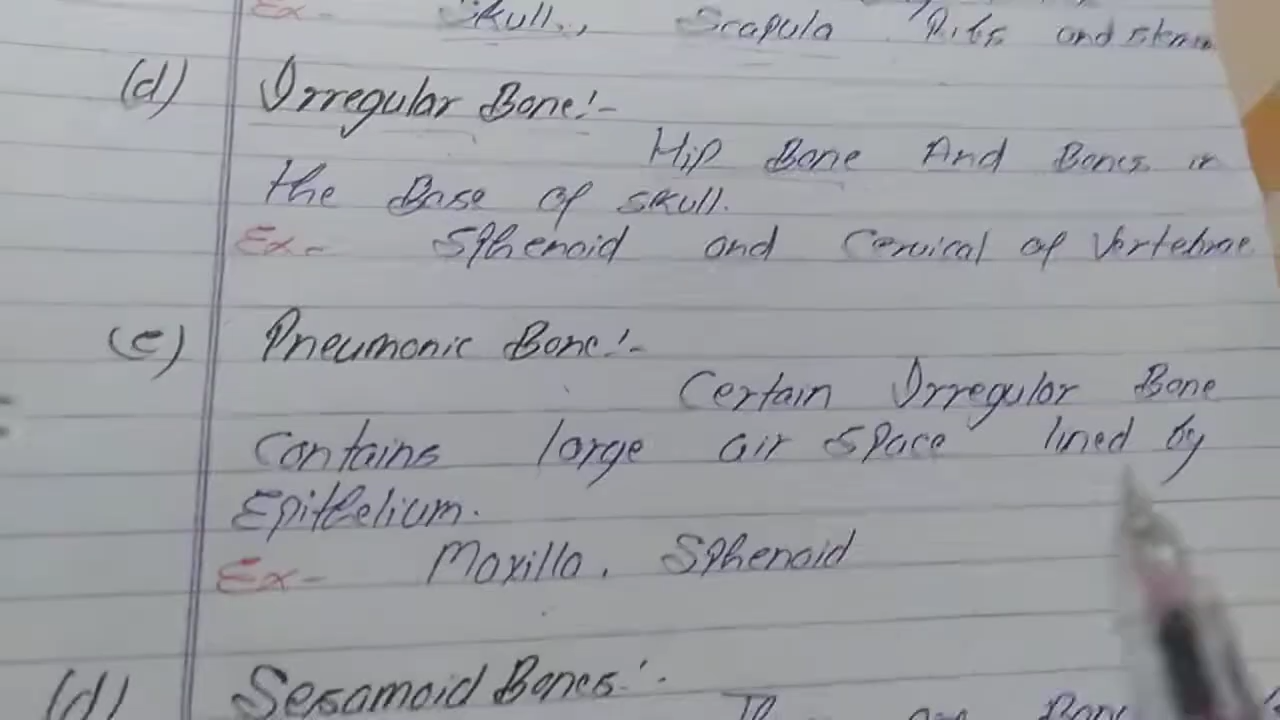 Ex- Skull., Scapula, Ribs and
(d) Irregular Bone:-
Hip Bone And Bones in
the Base of skull.
Ex- Sphenoid and Cervical of Vertebrae
(e) Pneumonic Bone:-
Certain Irregular Bone
Contains large air space lined by
Epithelium.
Ex- Maxilla. Sphenoid
(d) Sesamoid Bones:-